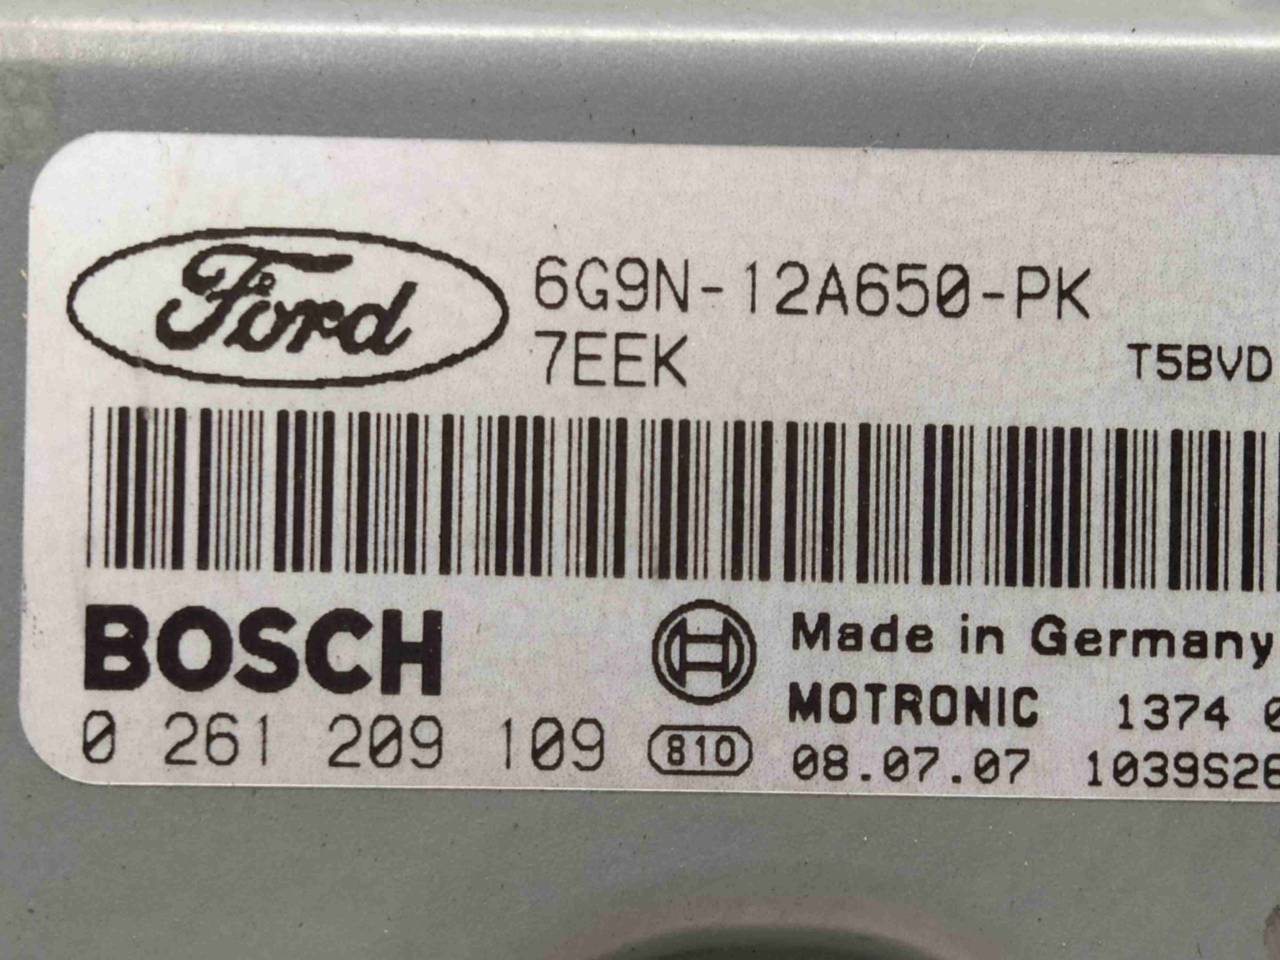 Ford
6G9N-12A650-PK
7EEK
T5BVD
BOSCH
Made in Germany
MOTRONIC 1374
0 261 209 109
810
08.07.07 1039S26